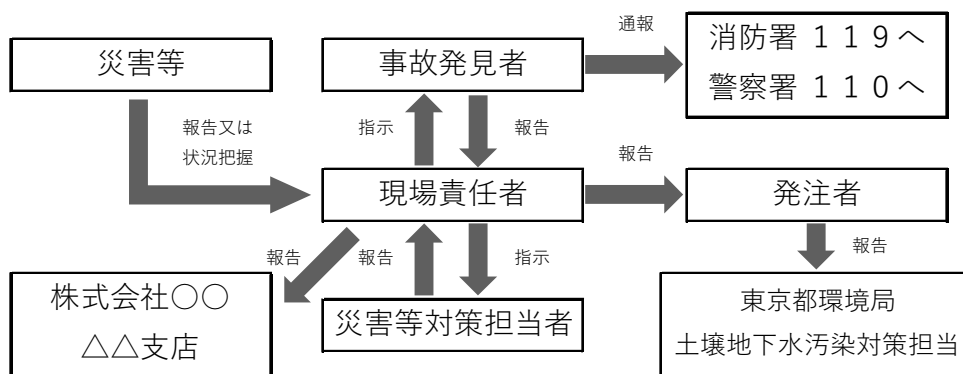 通報
災害等
事故発見者
消防署 １１９へ
警察署 １１０へ
報告又は
状況把握
指示
報告
報告
現場責任者
発注者
報告
報告
指示
報告
株式会社○○
△△支店
災害等対策担当者
東京都環境局
土壌地下水汚染対策担当